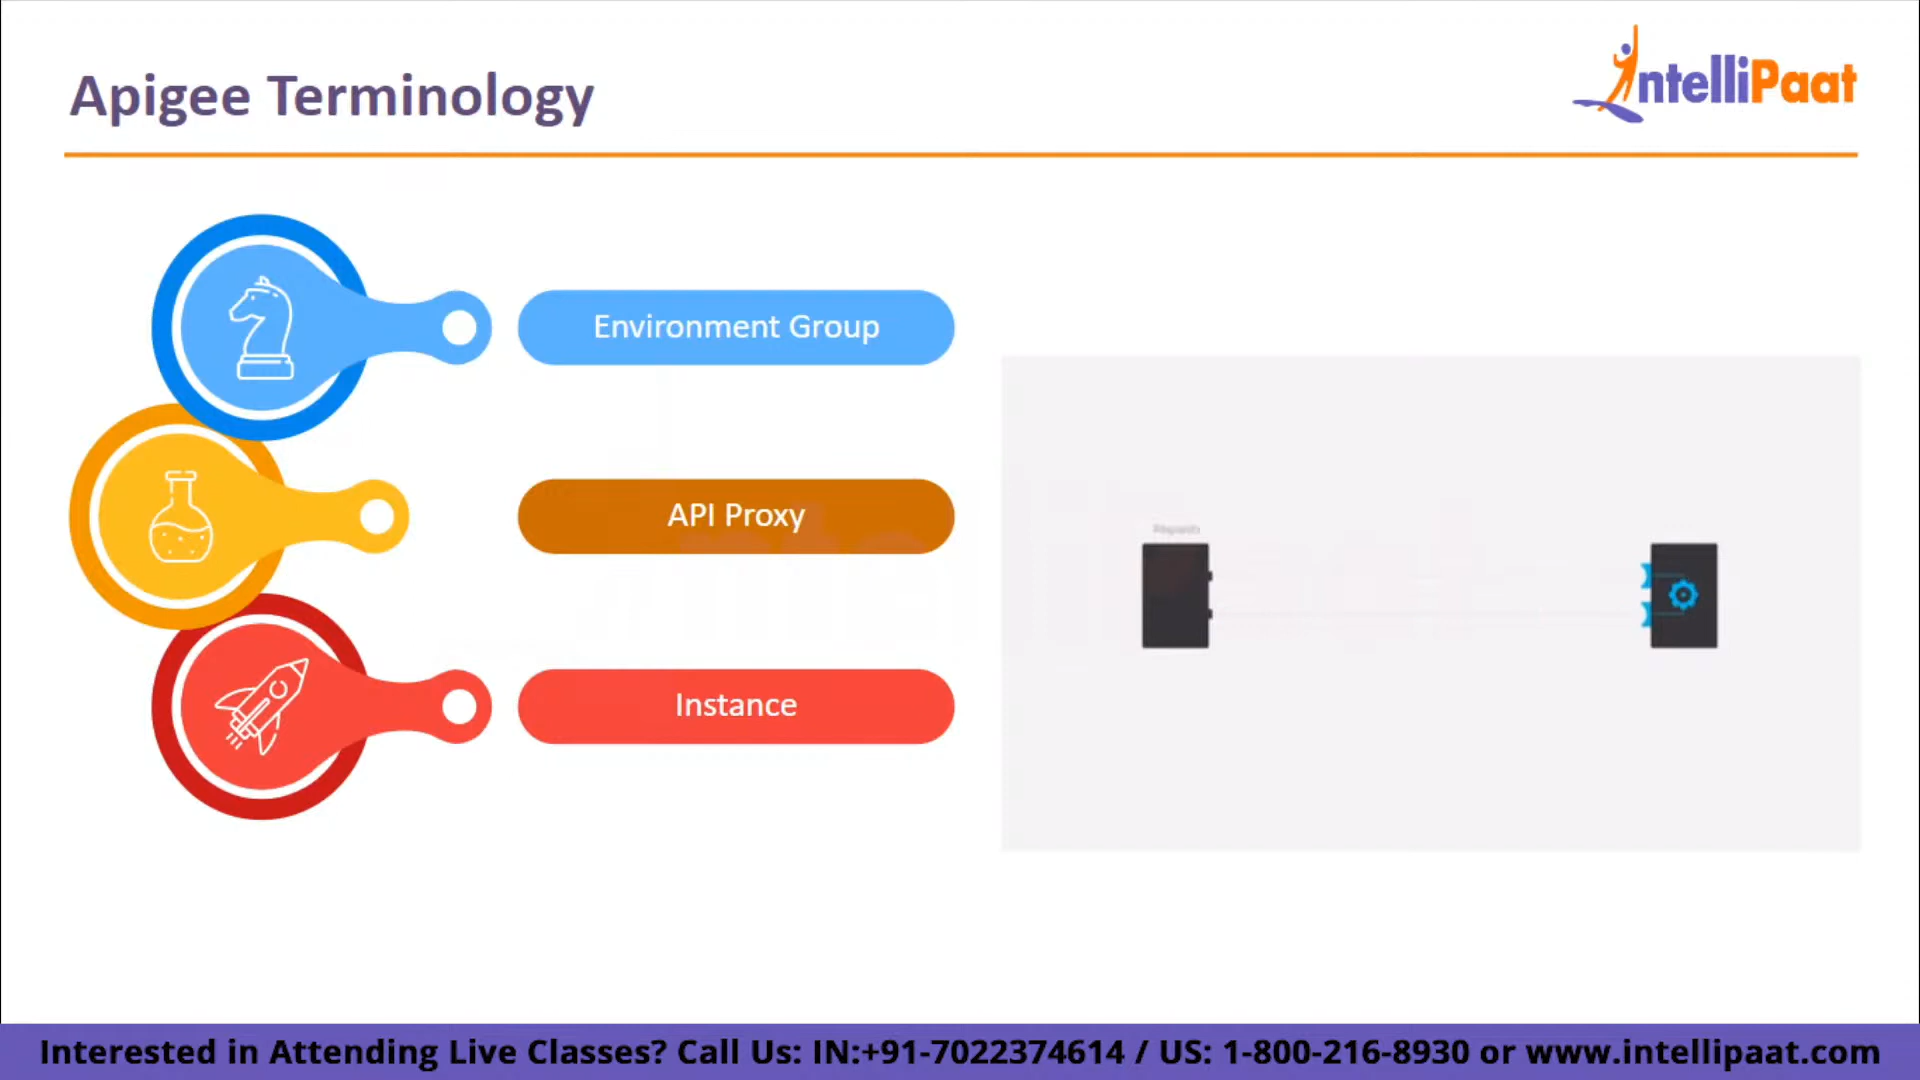 Apigee Terminology
IntelliPaat
Environment Group
API Proxy
Instance
Interested in Attending Live Classes? Call Us: IN:+91-7022374614 / US: 1-800-216-8930 or www.intellipaat.com